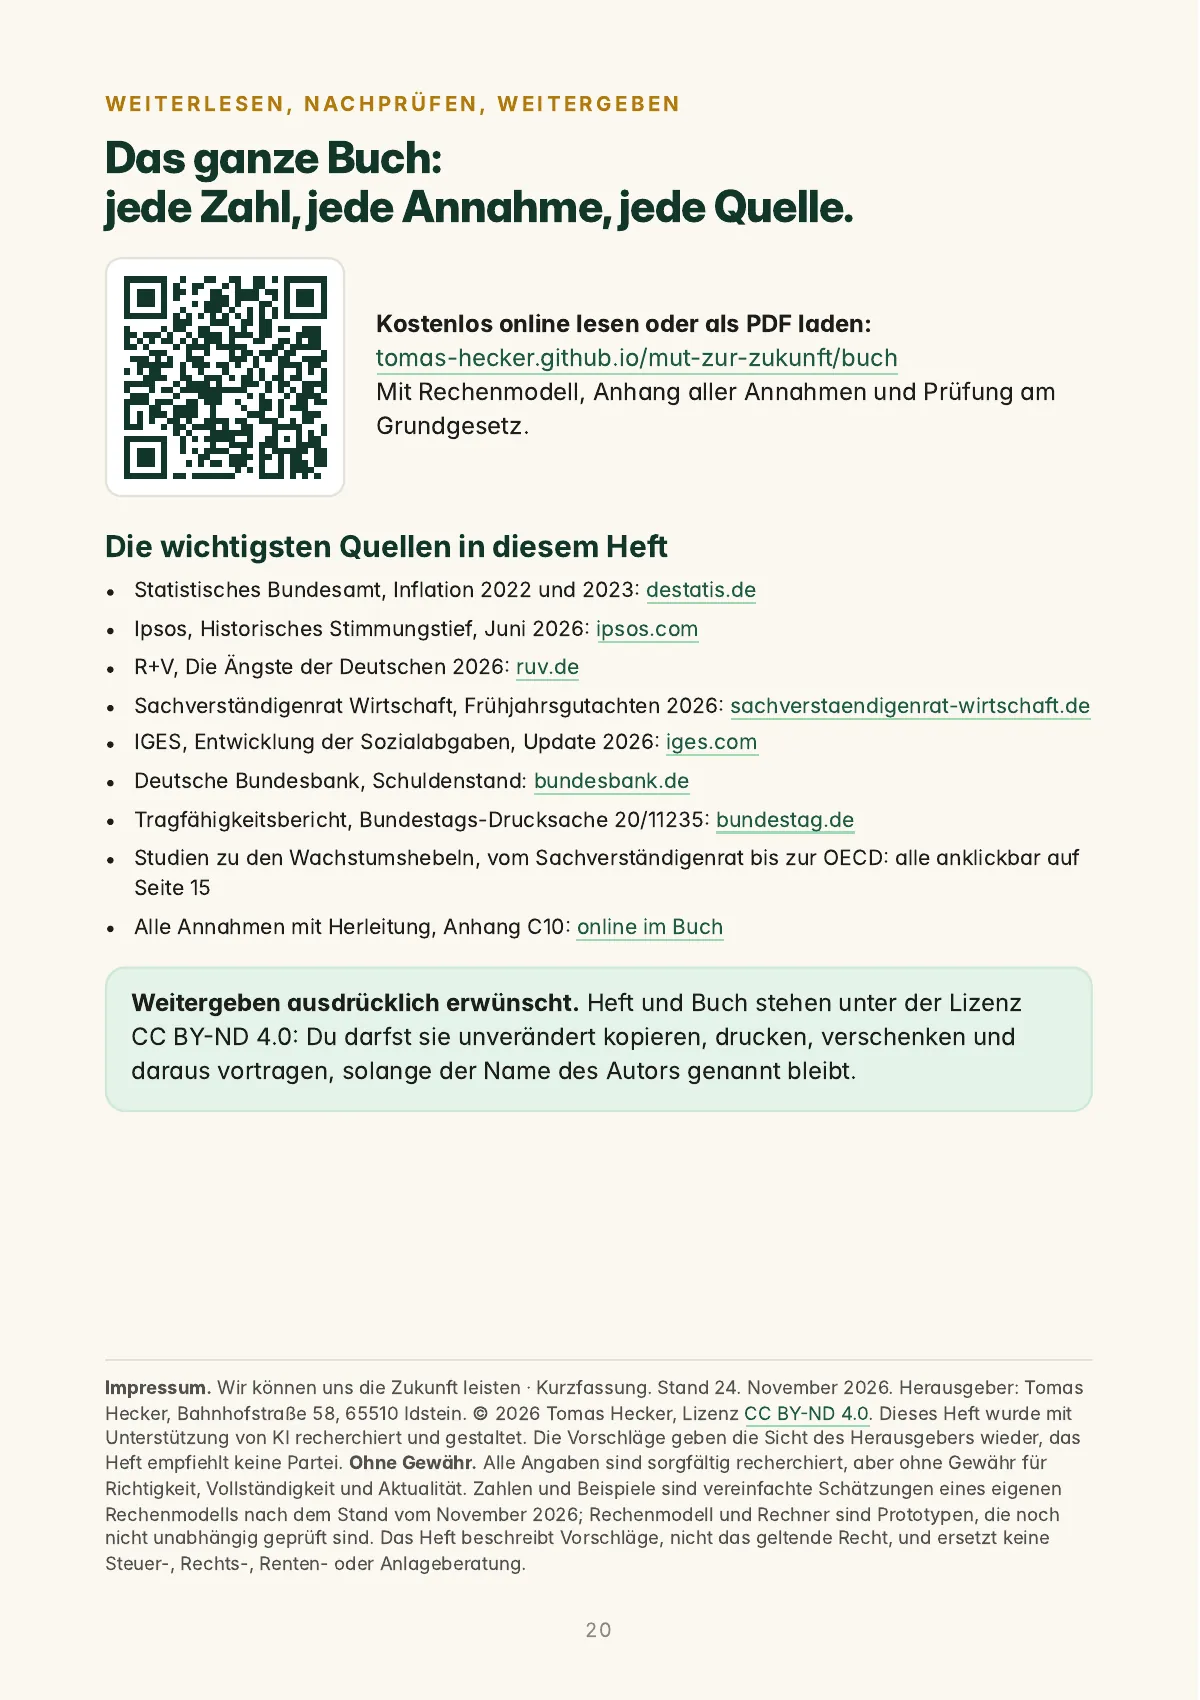 WEITERLESEN, NACHPRÜFEN, WEITERGEBEN
Das ganze Buch:
jede Zahl, jede Annahme, jede Quelle.
Kostenlos online lesen oder als PDF laden:
tomas-hecker.github.io/mut-zur-zukunft/buch
Mit Rechenmodell, Anhang aller Annahmen und Prüfung am
Grundgesetz.
Die wichtigsten Quellen in diesem Heft
• Statistisches Bundesamt, Inflation 2022 und 2023: destatis.de
• Ipsos, Historisches Stimmungstief, Juni 2026: ipsos.com
• R+V, Die Ängste der Deutschen 2026: ruv.de
• Sachverständigenrat Wirtschaft, Frühjahrsgutachten 2026: sachverstaendigenrat-wirtschaft.de
• IGES, Entwicklung der Sozialabgaben, Update 2026: iges.com
• Deutsche Bundesbank, Schuldenstand: bundesbank.de
• Tragfähigkeitsbericht, Bundestags-Drucksache 20/11235: bundestag.de
• Studien zu den Wachstumshebeln, vom Sachverständigenrat bis zur OECD: alle anklickbar auf
Seite 15
• Alle Annahmen mit Herleitung, Anhang C10: online im Buch
Weitergeben ausdrücklich erwünscht. Heft und Buch stehen unter der Lizenz
CC BY-ND 4.0: Du darfst sie unverändert kopieren, drucken, verschenken und
daraus vortragen, solange der Name des Autors genannt bleibt.
Impressum. Wir können uns die Zukunft leisten · Kurzfassung. Stand 24. November 2026. Herausgeber: Tomas
Hecker, Bahnhofstraße 58, 65510 Idstein. © 2026 Tomas Hecker, Lizenz CC BY-ND 4.0. Dieses Heft wurde mit
Unterstützung von KI recherchiert und gestaltet. Die Vorschläge geben die Sicht des Herausgebers wieder, das
Heft empfiehlt keine Partei. Ohne Gewähr. Alle Angaben sind sorgfältig recherchiert, aber ohne Gewähr für
Richtigkeit, Vollständigkeit und Aktualität. Zahlen und Beispiele sind vereinfachte Schätzungen eines eigenen
Rechenmodells nach dem Stand vom November 2026; Rechenmodell und Rechner sind Prototypen, die noch
nicht unabhängig geprüft sind. Das Heft beschreibt Vorschläge, nicht das geltende Recht, und ersetzt keine
Steuer-, Rechts-, Renten- oder Anlageberatung.
20